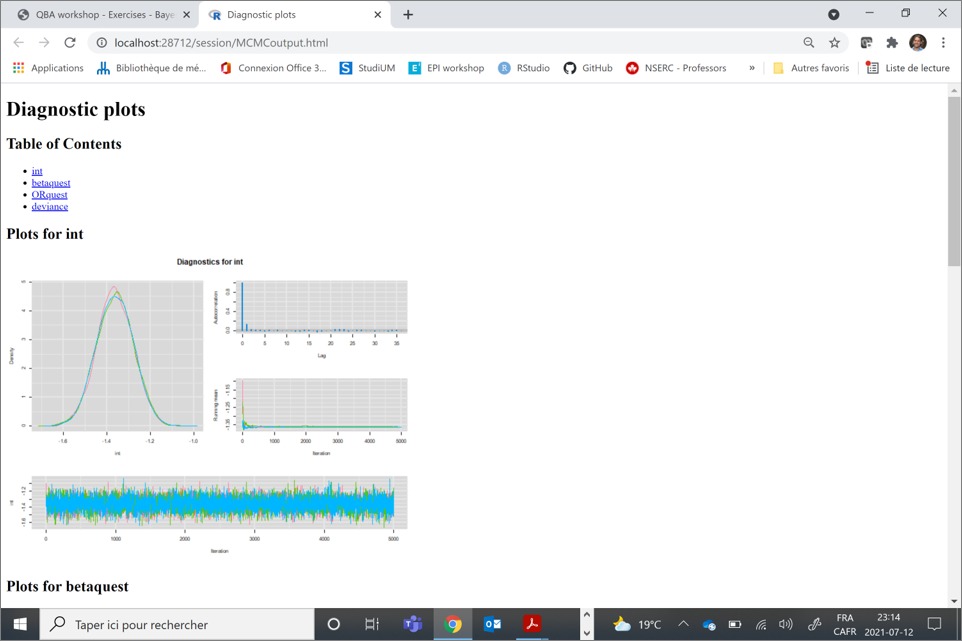 QBA workshop - Exercises - Baye
Diagnostic plots
localhost:28712/session/MCMCoutput.html
Applications
Bibliothèque de mé...
Connexion Office 3...
StudiUM
EPI workshop
RStudio
GitHub
NSERC - Professors
»
Autres favoris
Liste de lecture
Diagnostic plots
Table of Contents
int
betaquest
ORquest
deviance
Plots for int
Diagnostics for int
Density
0 1 2 3 4 5
-1.6 -1.4 -1.2 -1.0
int
Autocorrelation
0.0 0.4 0.8
0 5 10 15 20 25 30 35
Lag
Running mean
-1.35 -1.25 -1.15
0 1000 2000 3000 4000 5000
Iteration
int
-1.6 -1.4 -1.2
0 1000 2000 3000 4000 5000
Iteration
Plots for betaquest
Taper ici pour rechercher
19°C
FRA
CAFR
23:14
2021-07-12